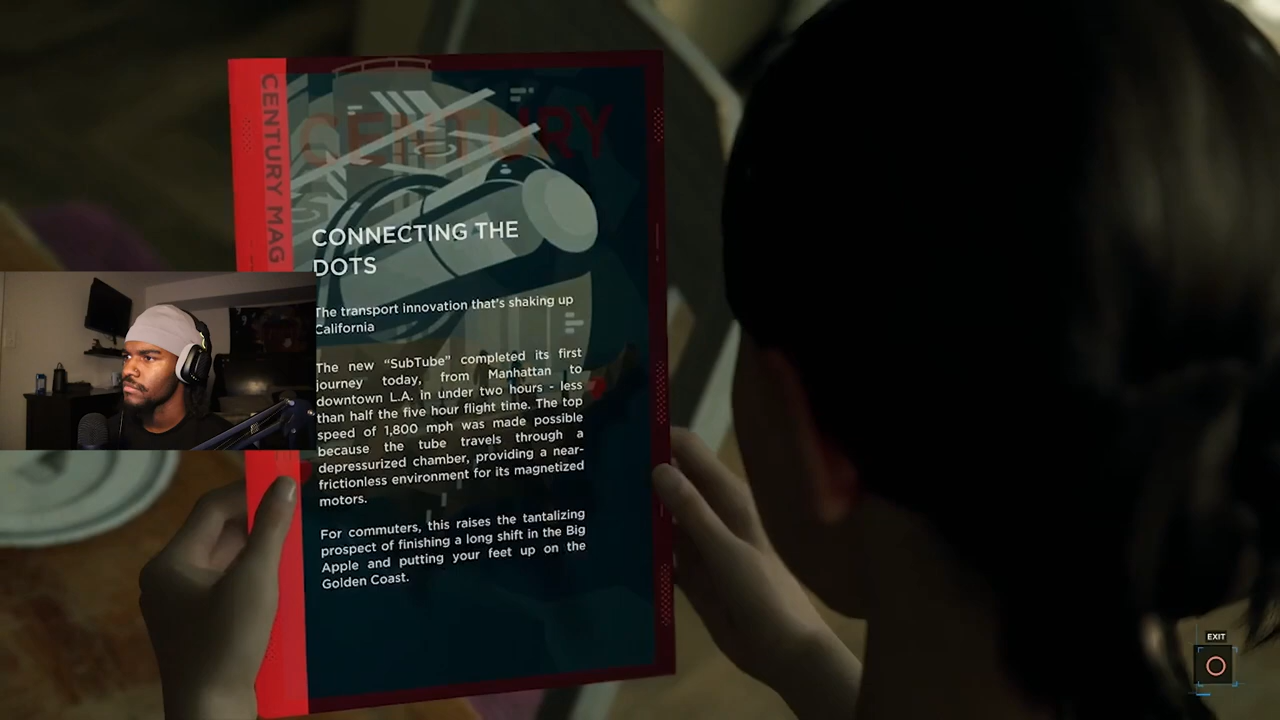 CENTURY MAG
CENTURY
CONNECTING THE
DOTS
The transport innovation that's shaking up
California
The new "SubTube" completed its first
journey today, from Manhattan to
downtown L.A. in under two hours - less
than half the five hour flight time. The top
speed of 1,800 mph was made possible
because the tube travels through a
depressurized chamber, providing a near-
frictionless environment for its magnetized
motors.
For commuters, this raises the tantalizing
prospect of finishing a long shift in the Big
Apple and putting your feet up on the
Golden Coast.
EXIT